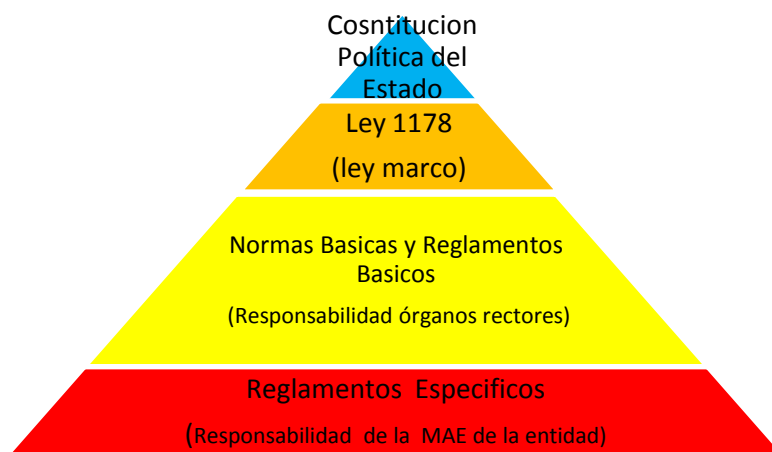 Cosntitucion
Política del
Estado
Ley 1178
(ley marco)
Normas Basicas y Reglamentos
Basicos
(Responsabilidad órganos rectores)
Reglamentos Especificos
(Responsabilidad de la MAE de la entidad)